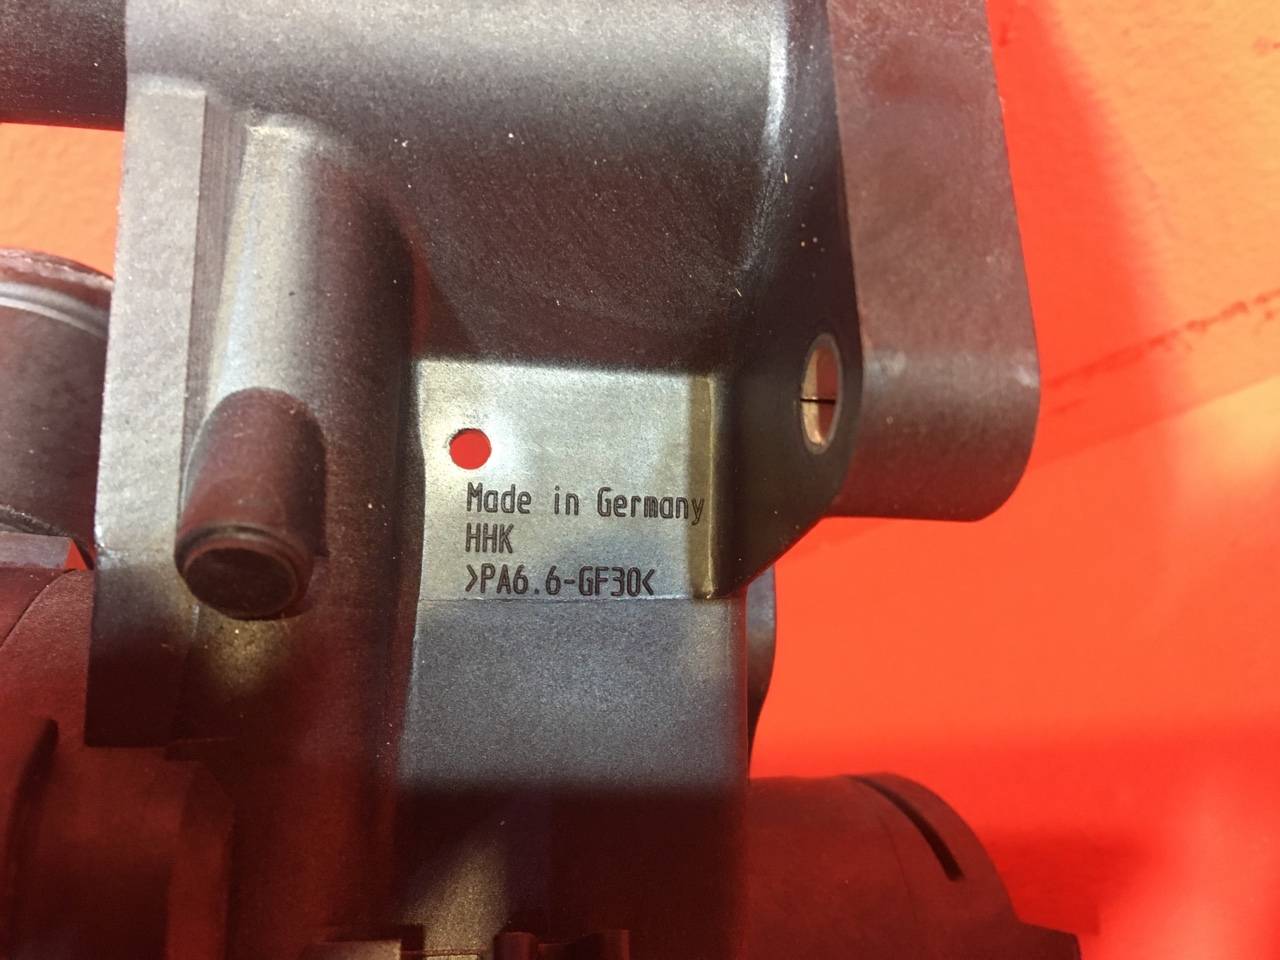 Made in Germany
HHK
>PA6.6-GF30<